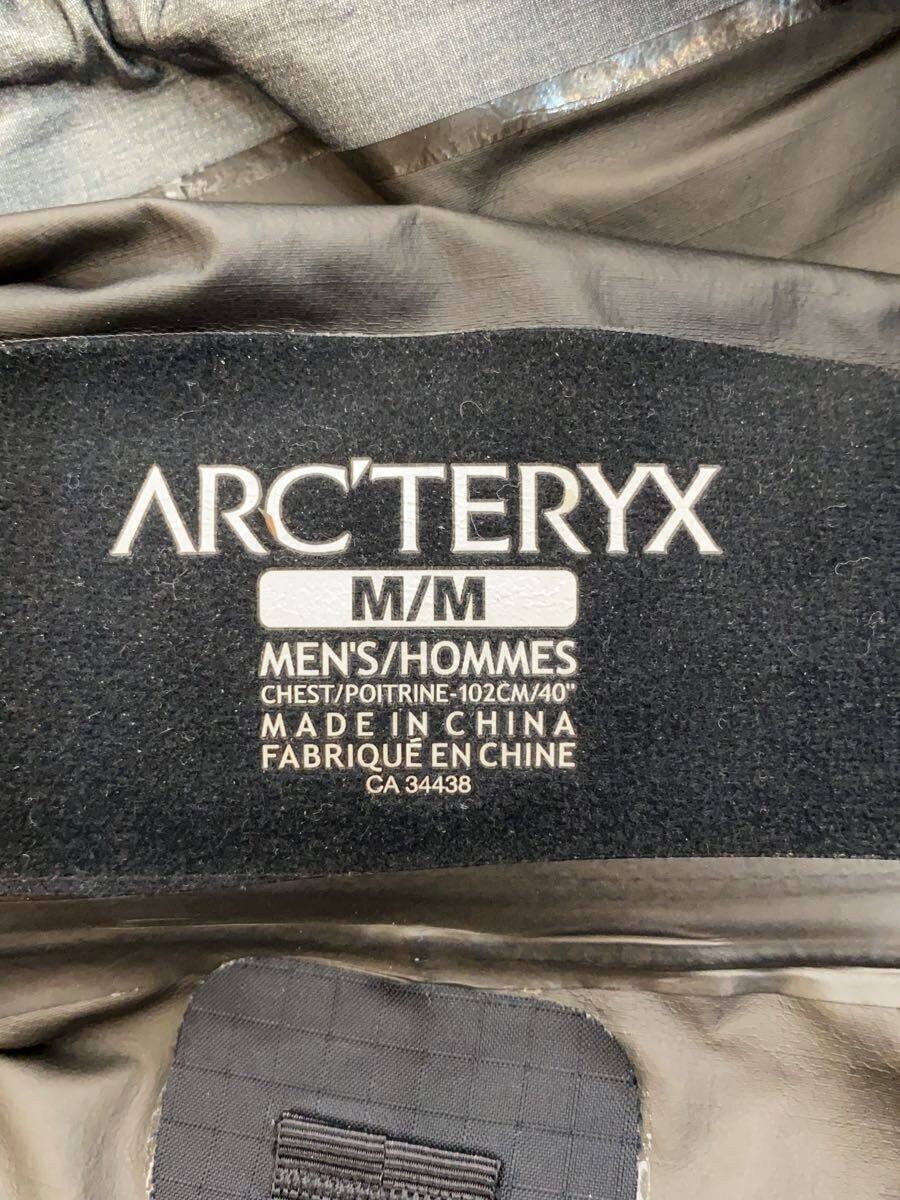 ARC'TERYX
M/M
MEN'S/HOMMES
CHEST/POITRINE-102CM/40"
MADE IN CHINA
FABRIQUÉ EN CHINE
CA 34438